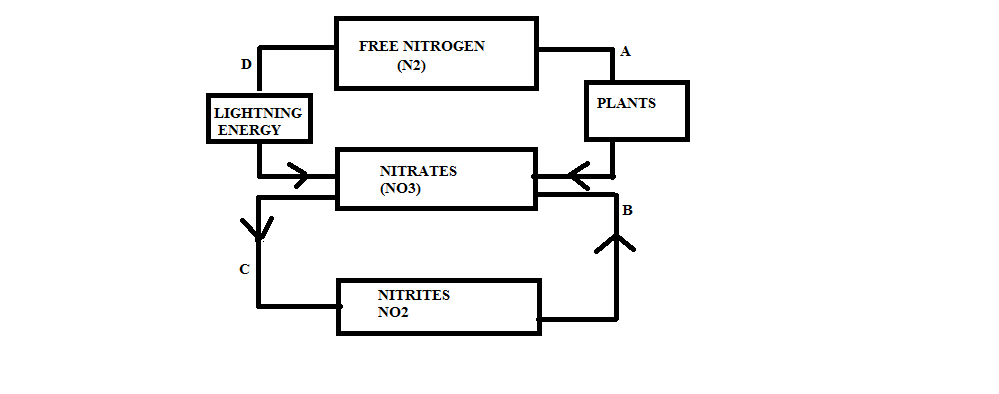 FREE NITROGEN
(N2)
D
A
LIGHTNING
ENERGY
PLANTS
NITRATES
(NO3)
B
C
NITRITES
NO2